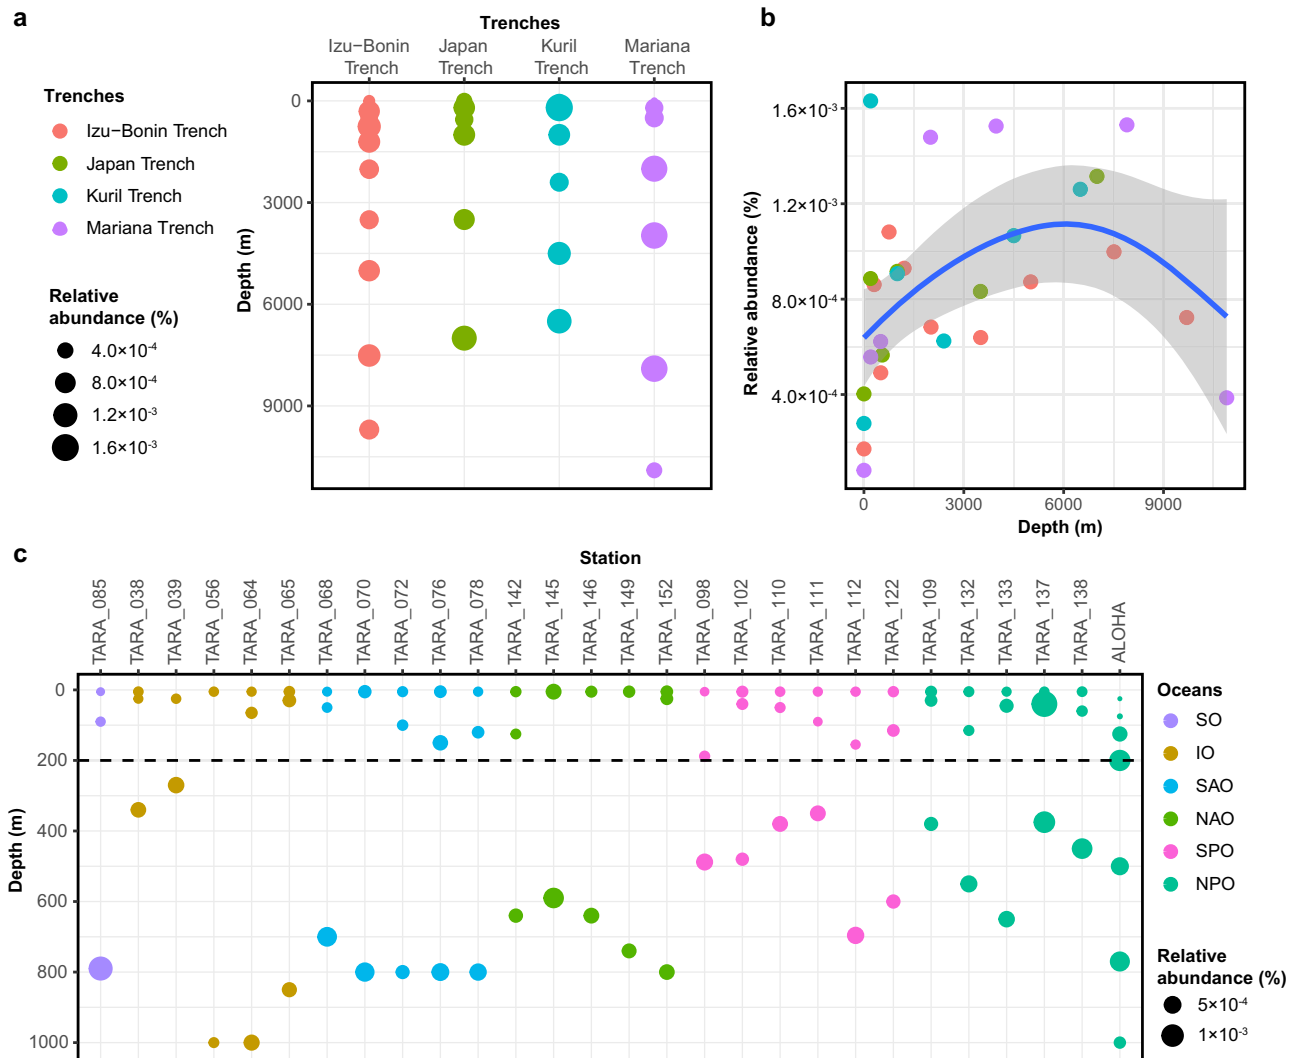 a
Trenches
Izu−Bonin Trench
Japan Trench
Kuril Trench
Mariana Trench
Trenches
Izu−Bonin Trench
Japan Trench
Kuril Trench
Mariana Trench
Relative
abundance (%)
4.0×10-4
8.0×10-4
1.2×10-3
1.6×10-3
Depth (m)
0
3000
6000
9000
b
Relative abundance (%)
1.6×10-3
1.2×10-3
8.0×10-4
4.0×10-4
0 3000 6000 9000
Depth (m)
c
Station
TARA_085
TARA_038
TARA_039
TARA_056
TARA_064
TARA_065
TARA_068
TARA_070
TARA_072
TARA_076
TARA_078
TARA_142
TARA_145
TARA_146
TARA_149
TARA_152
TARA_098
TARA_102
TARA_110
TARA_111
TARA_112
TARA_122
TARA_109
TARA_132
TARA_133
TARA_137
TARA_138
ALOHA
Depth (m)
0
200
400
600
800
1000
Oceans
SO
IO
SAO
NAO
SPO
NPO
Relative
abundance (%)
5×10-4
1×10-3